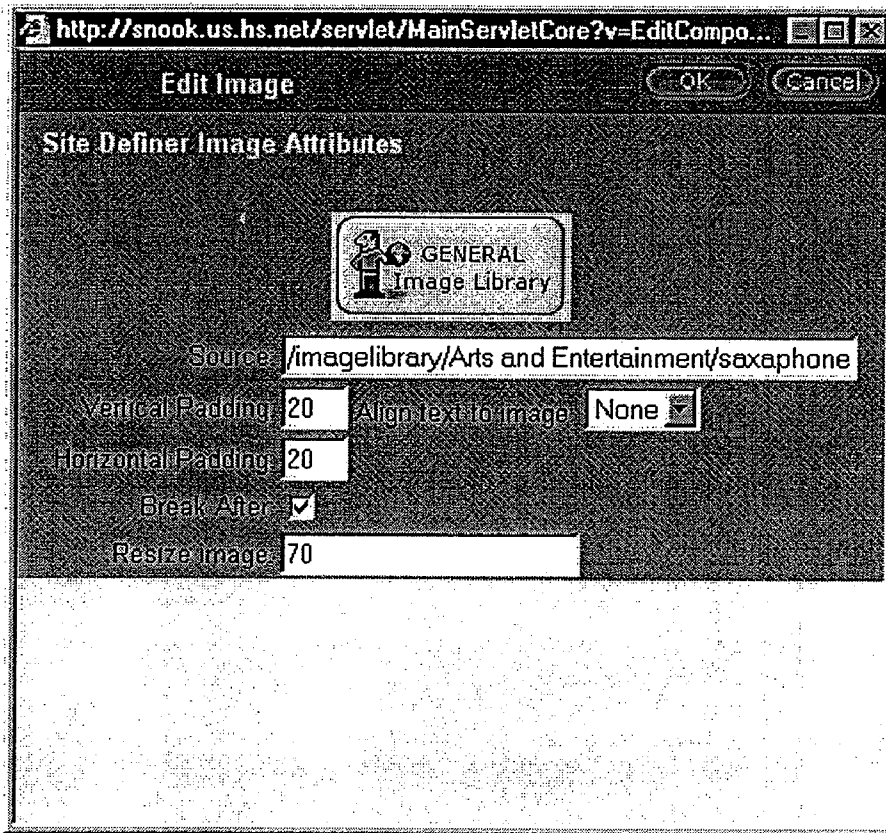 http://snook.us.hs.net/servlet/MainServletCore?v=EditCompo...
Edit Image OK Cancel
Site Definer Image Attributes
GENERAL
Image Library
Source: /imagelibrary/Arts and Entertainment/saxaphone
Vertical Padding: 20 Align text to image: None
Horizontal Padding: 20
Break After:
Resize image: 70